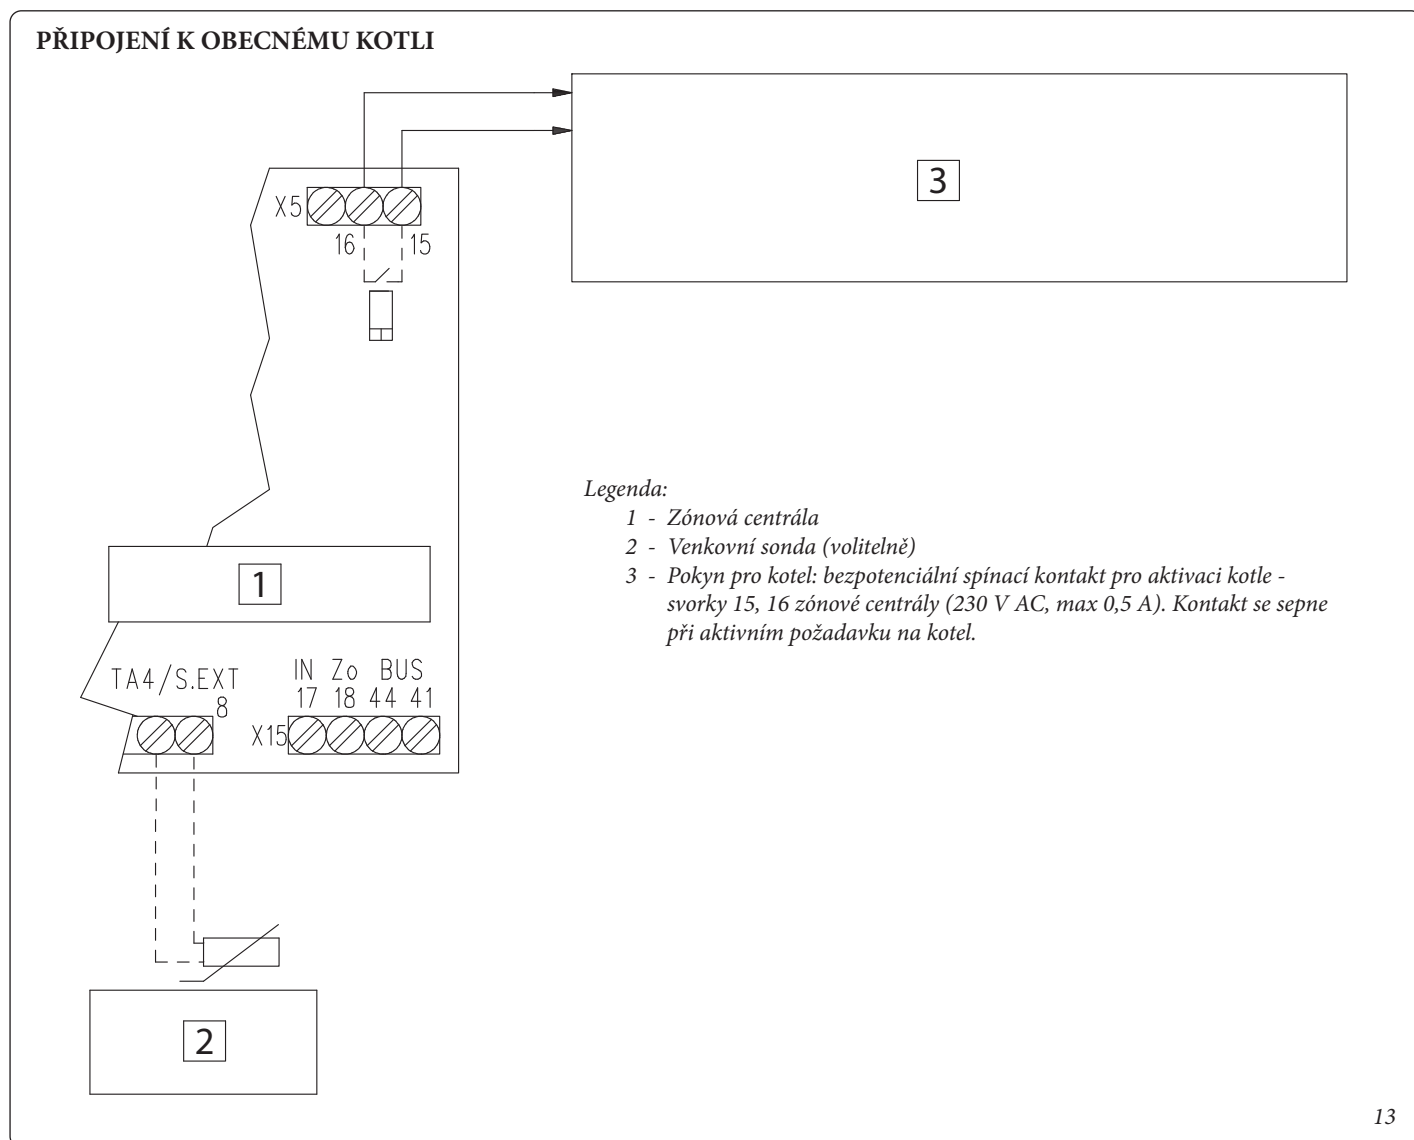 PŘIPOJENÍ K OBECNÉMU KOTLI
3
X5
16 15
Legenda:
1 - Zónová centrála
2 - Venkovní sonda (volitelně)
3 - Pokyn pro kotel: bezpotenciální spínací kontakt pro aktivaci kotle -
svorky 15, 16 zónové centrály (230 V AC, max 0,5 A). Kontakt se sepne
při aktivním požadavku na kotel.
1
TA4/S.EXT
8
IN Zo BUS
17 18 44 41
X15
2
13